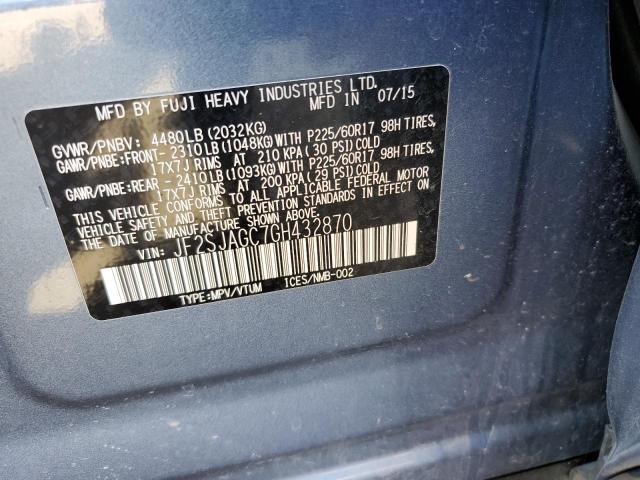 MFD BY FUJI HEAVY INDUSTRIES LTD.
MFD IN 07/15
GVWR/PNBV: 4480LB(2032KG)
GAWR/PNBE:FRONT- 2310LB(1048KG)WITH P225/60R17 98H TIRES,
17X7J RIMS AT 210 KPA(30 PSI)COLD
GAWR/PNBE:REAR -2410LB(1093KG)WITH P225/60R17 98H TIRES,
17X7J RIMS AT 200 KPA(29 PSI)COLD
THIS VEHICLE CONFORMS TO ALL APPLICABLE FEDERAL MOTOR
VEHICLE SAFETY AND THEFT PREVENTION STANDARDS IN EFFECT
ON THE DATE OF MANUFACTURE SHOWN ABOVE.
VIN: JF2SJAGC7GH432870
TYPE:MPV/VTUM ICES/NMB-002